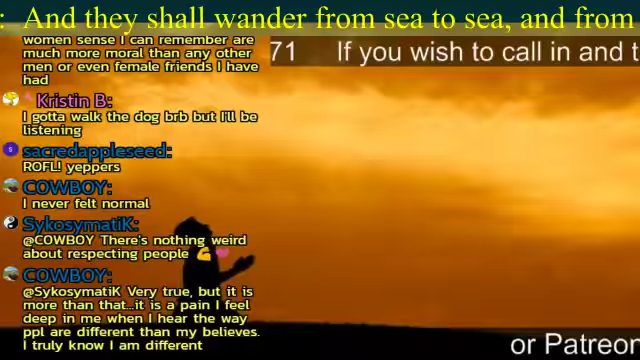 : And they shall wander from sea to sea, and from
71 If you wish to call in and t
women sense I can remember are
much more moral than any other
men or even female friends I have
had
Kristin B:
I gotta walk the dog brb but I'll be
listening
sacredappleseed:
ROFL! yeppers
COWBOY:
I never felt normal
SykosymatiK:
@COWBOY There's nothing weird
about respecting people 💪
COWBOY:
@SykosymatiK Very true, but it is
more than that...it is a pain I feel
deep in me when I hear the way
ppl are different than my believes.
I truly know I am different
or Patreon